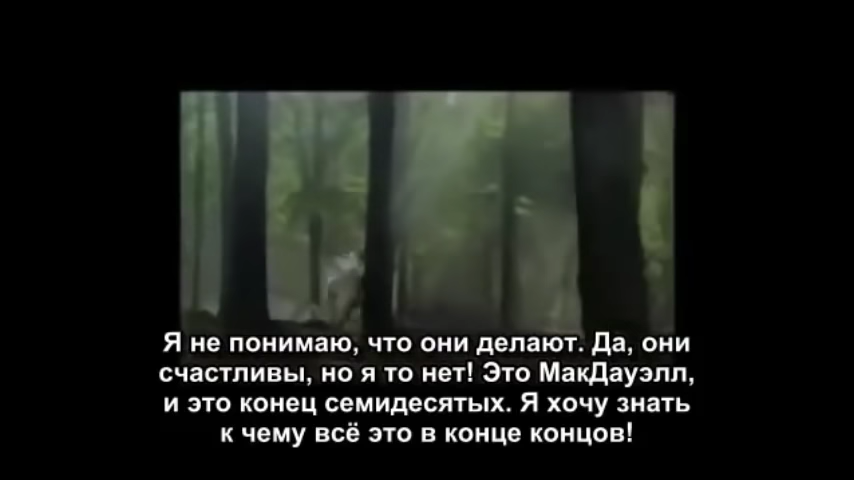 Я не понимаю, что они делают. Да, они
счастливы, но я то нет! Это МакДауэлл,
и это конец семидесятых. Я хочу знать
к чему всё это в конце концов!